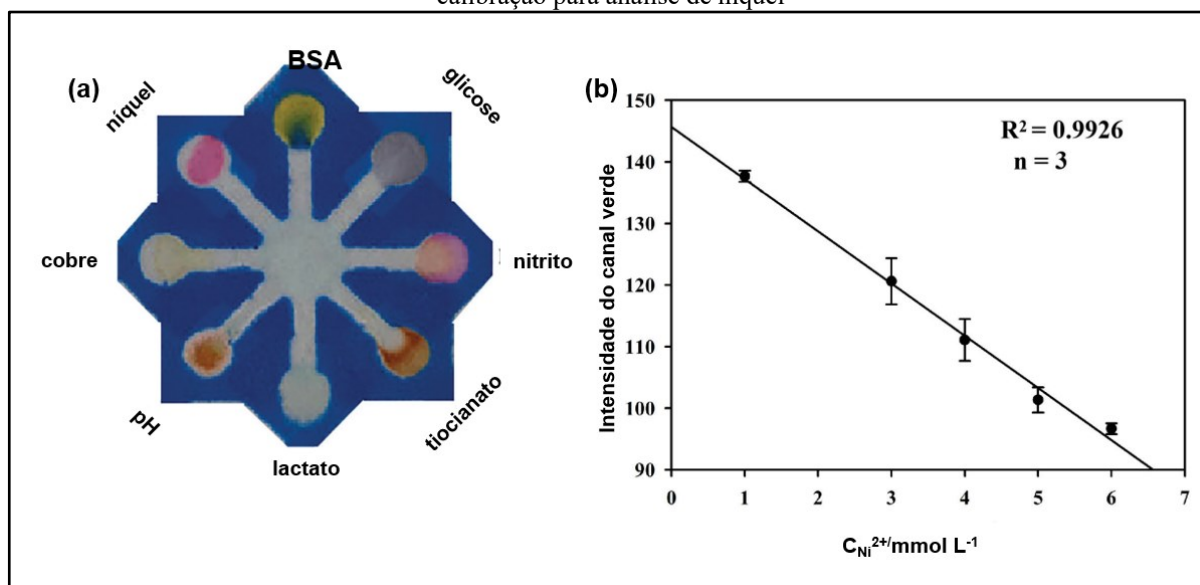 calibração para análise de níquel
(a)
BSA
níquel
glicose
cobre
nitrito
pH
tiocianato
lactato
(b)
R² = 0.9926
n = 3
Intensidade do canal verde
150
140
130
120
110
100
90
0 1 2 3 4 5 6 7
C_Ni²⁺/mmol L⁻¹